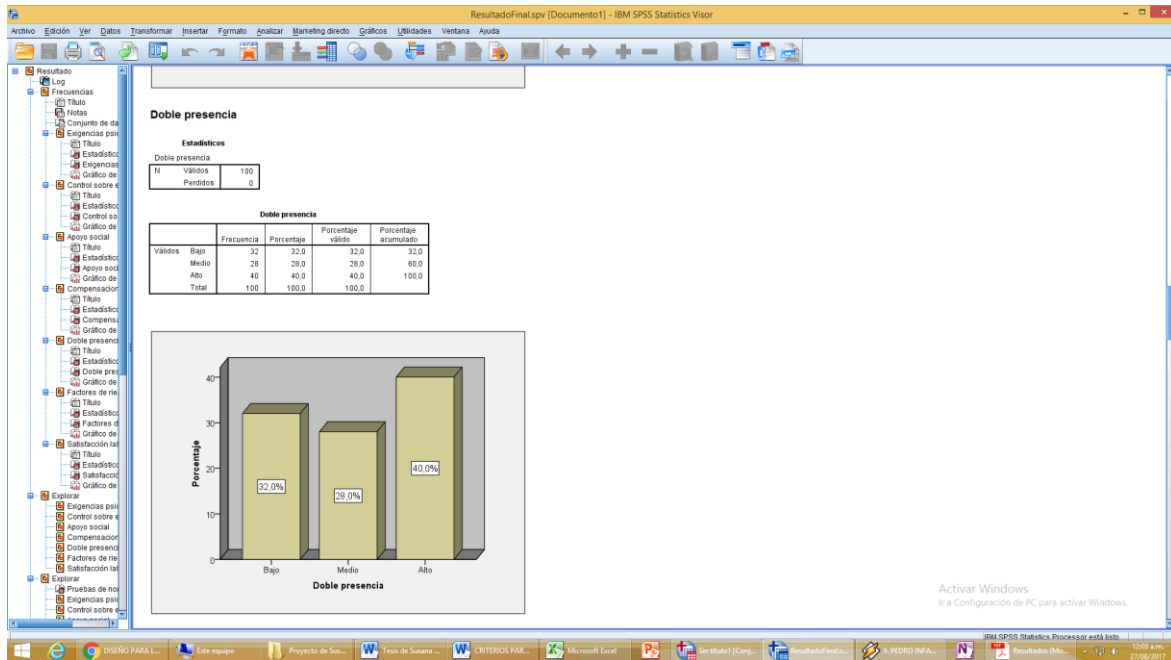 ResultadoFinal.spv [Documento1] - IBM SPSS Statistics Visor
Archivo Edición Ver Datos Transformar Insertar Formato Analizar Marketing directo Gráficos Utilidades Ventana Ayuda
Resultado
Log
Frecuencias
Título
Notas
Conjunto de da
Exigencias psic
Título
Estadístico
Exigencias
Gráfico de
Control sobre e
Título
Estadístico
Control so
Gráfico de
Apoyo social
Título
Estadístico
Apoyo soci
Gráfico de
Compensacion
Título
Estadístico
Compensa
Gráfico de
Doble presenci
Título
Estadístico
Doble pres
Gráfico de
Factores de rie
Título
Estadístico
Factores d
Gráfico de
Satisfacción lab
Título
Estadístico
Satisfacció
Gráfico de
Explorar
Exigencias psic
Control sobre e
Apoyo social
Compensacion
Doble presenci
Factores de rie
Satisfacción lab
Explorar
Pruebas de nor
Exigencias psic
Control sobre e
Doble presencia
Estadísticos
Doble presencia
N Válidos 100
Perdidos 0
Doble presencia
Frecuencia Porcentaje Porcentaje válido Porcentaje acumulado
Válidos Bajo 32 32,0 32,0 32,0
Medio 28 28,0 28,0 60,0
Alto 40 40,0 40,0 100,0
Total 100 100,0 100,0
Porcentaje
40
30
20
10
0
32,0%
28,0%
40,0%
Bajo Medio Alto
Doble presencia
Activar Windows
Ir a Configuración de PC para activar Windows.
IBM SPSS Statistics Processor está listo
DISEÑO PARA L... Este equipo Proyecto de Sus... Tesis de Susana ... CRITERIOS PAR... Microsoft Excel Sin título1 [Conj... ResultadoFinal.s... 9. PEDRO INFA... Resultados (Mo... 12:03 a.m.
27/08/2017